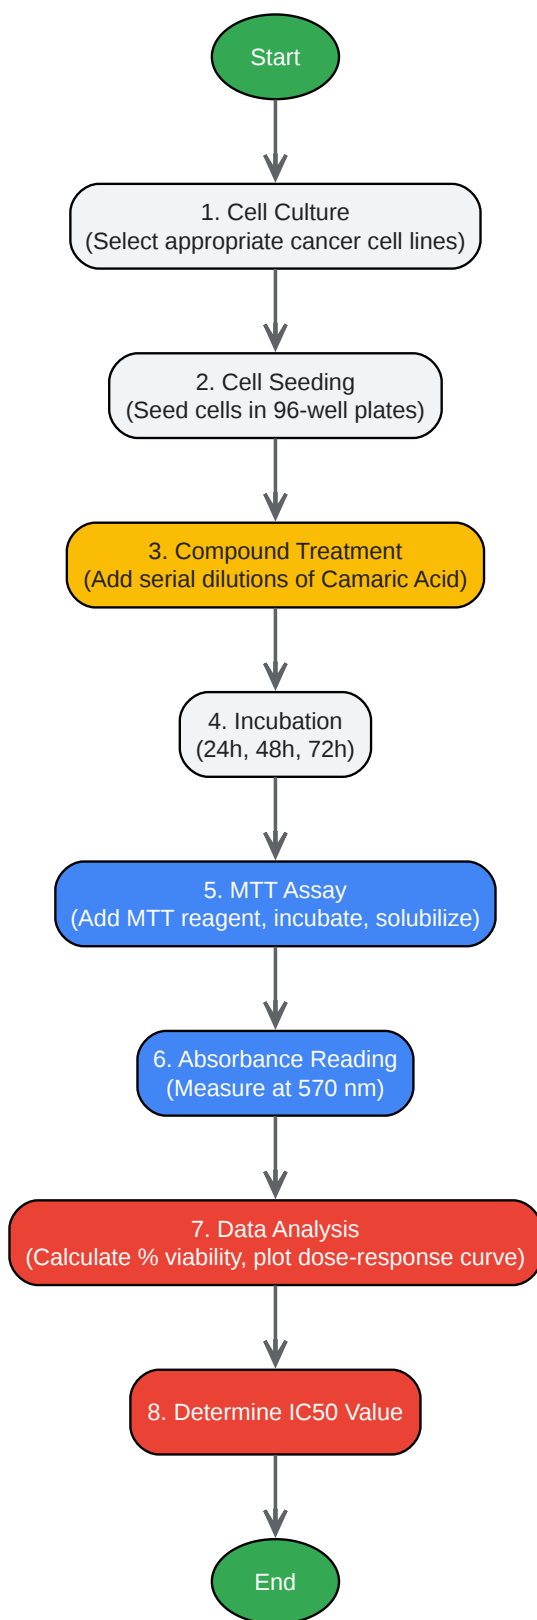 Start
1. Cell Culture
(Select appropriate cancer cell lines)
2. Cell Seeding
(Seed cells in 96-well plates)
3. Compound Treatment
(Add serial dilutions of Camaric Acid)
4. Incubation
(24h, 48h, 72h)
5. MTT Assay
(Add MTT reagent, incubate, solubilize)
6. Absorbance Reading
(Measure at 570 nm)
7. Data Analysis
(Calculate % viability, plot dose-response curve)
8. Determine IC50 Value
End